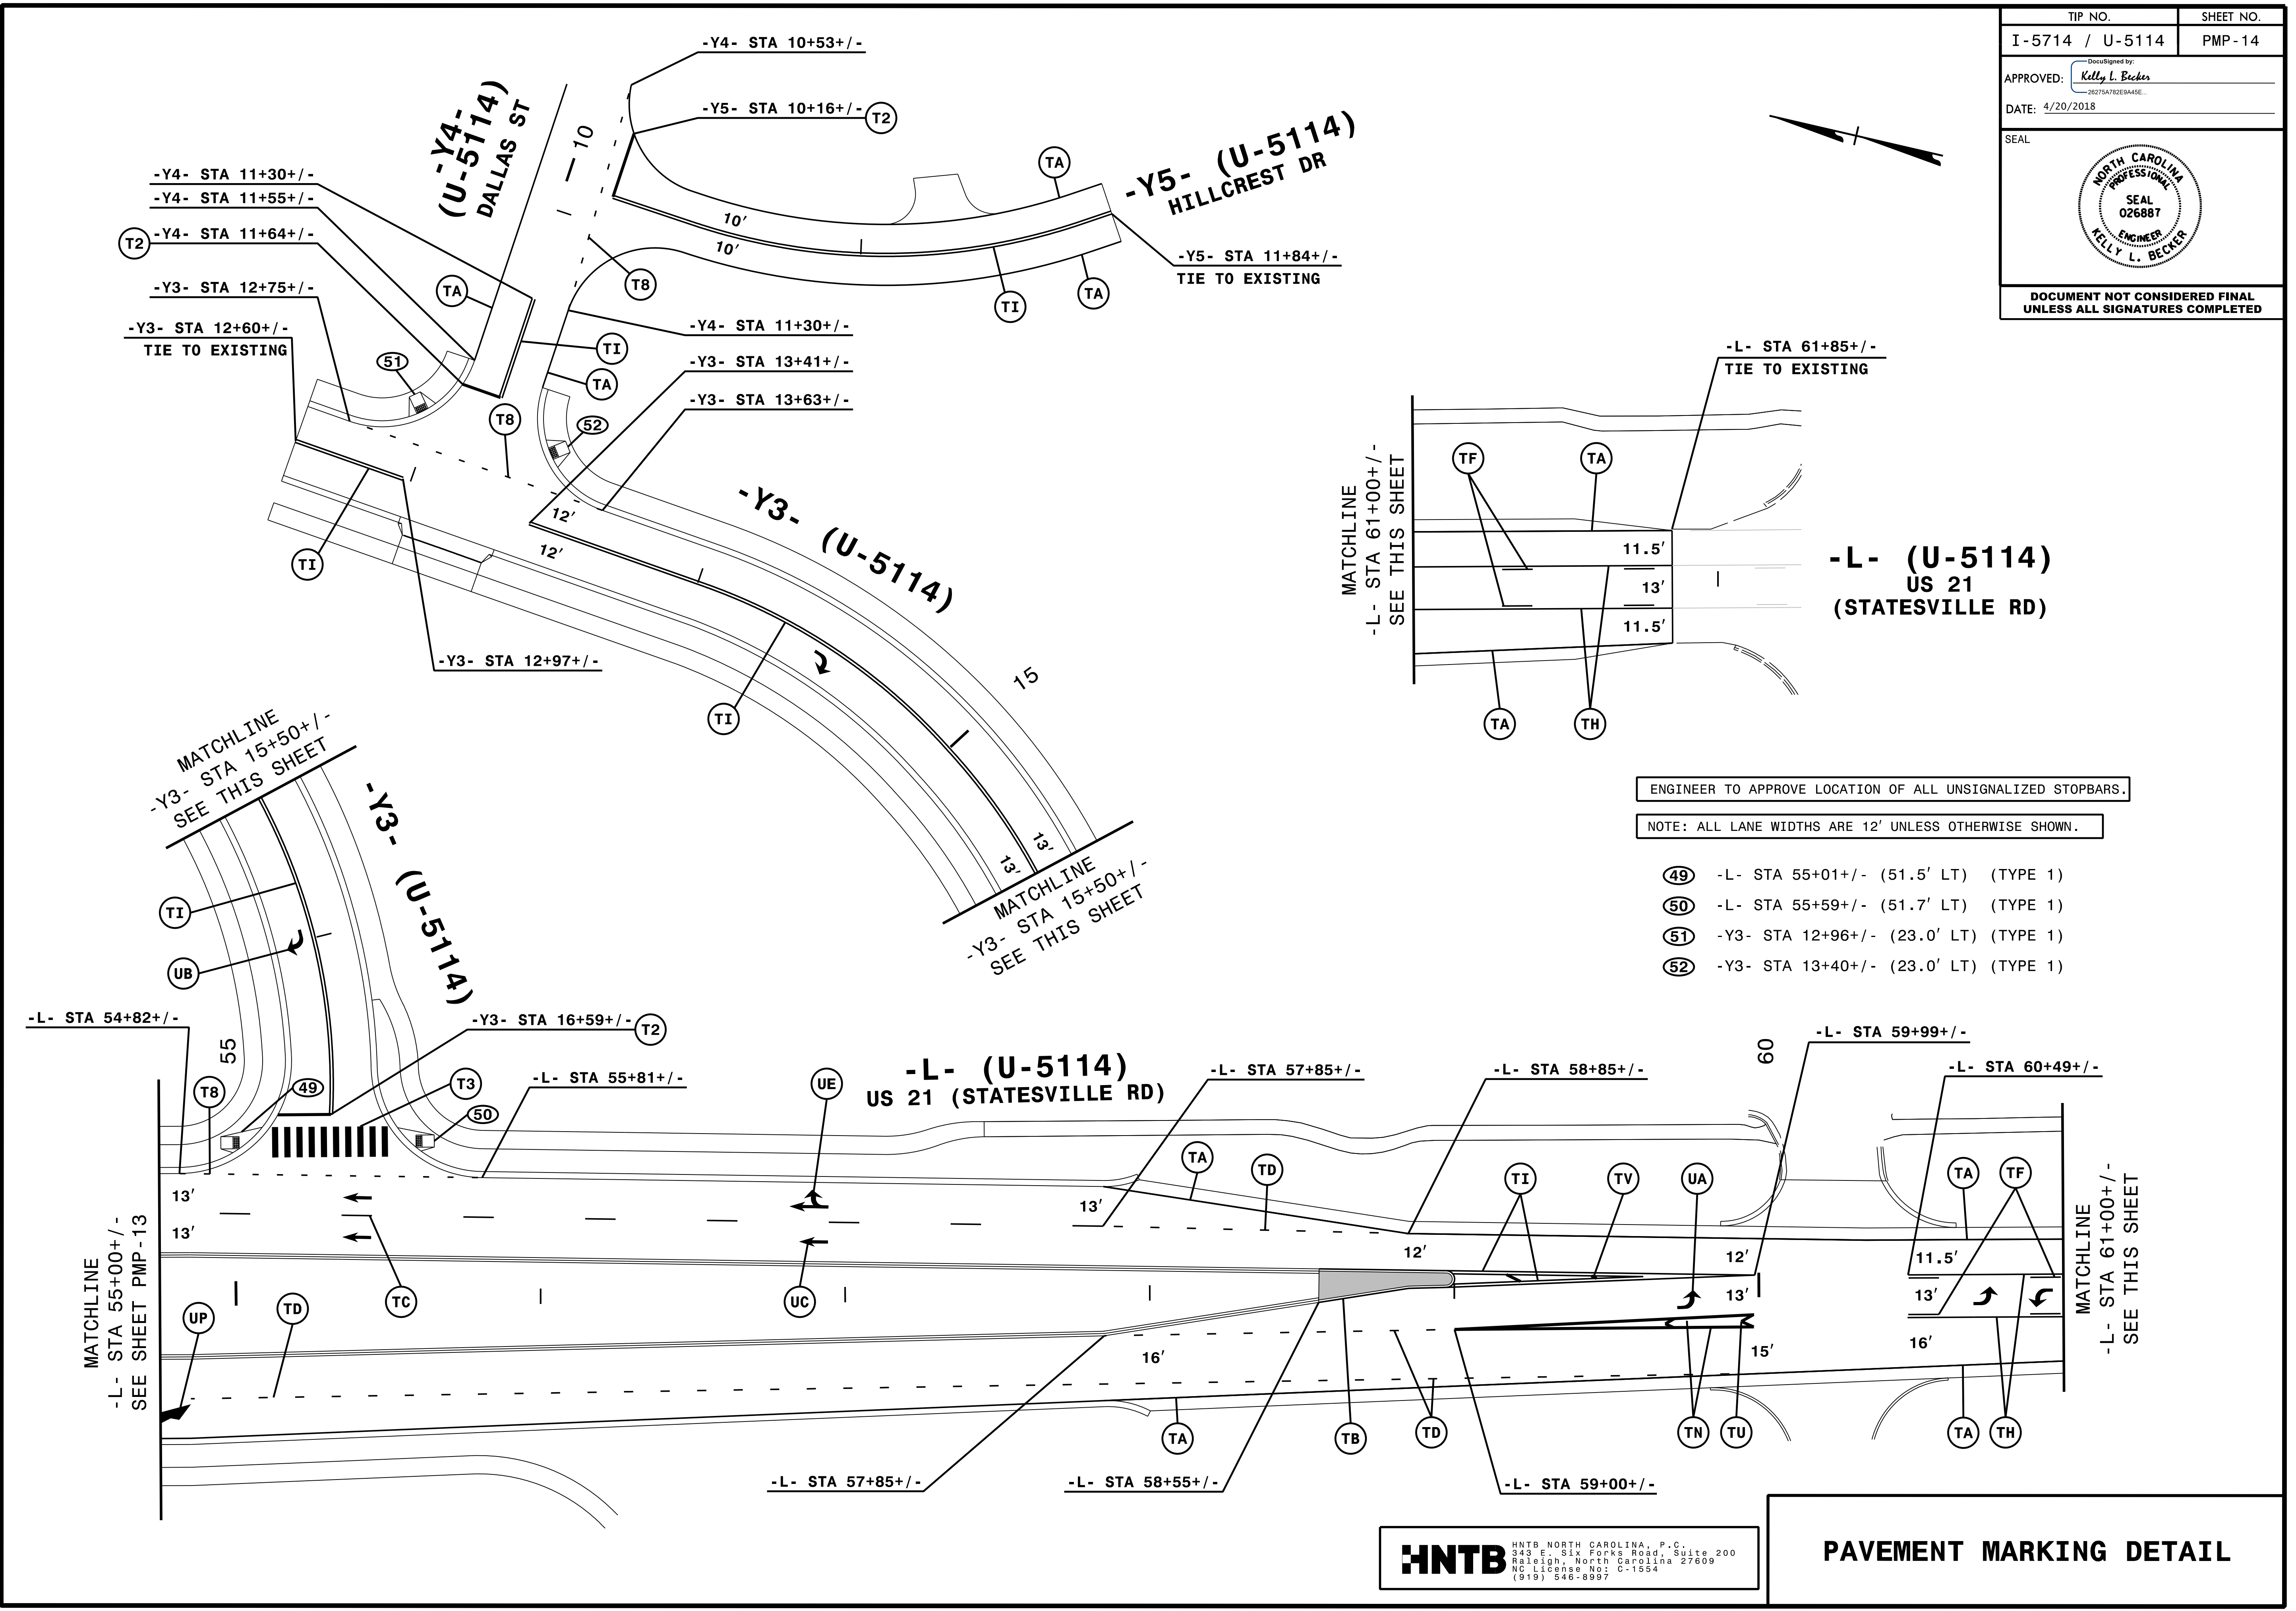 TIP NO.
SHEET NO.
I-5714 / U-5114
PMP-14
APPROVED:
DocuSigned by:
Kelly L. Becker
26275A782E9A45E...
DATE: 4/20/2018
SEAL
NORTH CAROLINA
PROFESSIONAL
SEAL
026887
ENGINEER
KELLY L. BECKER
DOCUMENT NOT CONSIDERED FINAL
UNLESS ALL SIGNATURES COMPLETED
-Y4- STA 10+53+/-
-Y5- STA 10+16+/-
T2
-Y4-
(U-5114)
DALLAS ST
10
-Y5- (U-5114)
HILLCREST DR
TA
-Y4- STA 11+30+/-
-Y4- STA 11+55+/-
T2
-Y4- STA 11+64+/-
-Y3- STA 12+75+/-
-Y3- STA 12+60+/-
TIE TO EXISTING
TA
10'
10'
T8
TI
TA
-Y5- STA 11+84+/-
TIE TO EXISTING
-Y4- STA 11+30+/-
TI
-Y3- STA 13+41+/-
TA
-Y3- STA 13+63+/-
51
T8
52
12'
12'
TI
-Y3- (U-5114)
-Y3- STA 12+97+/-
TI
15
13'
13'
MATCHLINE
-Y3- STA 15+50+/-
SEE THIS SHEET
-L- STA 61+85+/-
TIE TO EXISTING
MATCHLINE
-L- STA 61+00+/-
SEE THIS SHEET
TF
TA
11.5'
13'
11.5'
TA
TH
-L- (U-5114)
US 21
(STATESVILLE RD)
ENGINEER TO APPROVE LOCATION OF ALL UNSIGNALIZED STOPBARS.
NOTE: ALL LANE WIDTHS ARE 12' UNLESS OTHERWISE SHOWN.
49 -L- STA 55+01+/- (51.5' LT) (TYPE 1)
50 -L- STA 55+59+/- (51.7' LT) (TYPE 1)
51 -Y3- STA 12+96+/- (23.0' LT) (TYPE 1)
52 -Y3- STA 13+40+/- (23.0' LT) (TYPE 1)
MATCHLINE
-Y3- STA 15+50+/-
SEE THIS SHEET
-Y3- (U-5114)
TI
UB
-L- STA 54+82+/-
55
-Y3- STA 16+59+/-
T2
T8
49
T3
50
-L- STA 55+81+/-
UE
-L- (U-5114)
US 21 (STATESVILLE RD)
-L- STA 57+85+/-
-L- STA 58+85+/-
60
-L- STA 59+99+/-
-L- STA 60+49+/-
TA
TD
TI
TV
UA
TA
TF
13'
13'
13'
12'
12'
11.5'
13'
13'
16'
15'
16'
MATCHLINE
-L- STA 55+00+/-
SEE SHEET PMP-13
UP
TD
TC
UC
TA
TB
TD
TN
TU
TA
TH
MATCHLINE
-L- STA 61+00+/-
SEE THIS SHEET
-L- STA 57+85+/-
-L- STA 58+55+/-
-L- STA 59+00+/-
HNTB
HNTB NORTH CAROLINA, P.C.
343 E. Six Forks Road, Suite 200
Raleigh, North Carolina 27609
NC License No: C-1554
(919) 546-8997
PAVEMENT MARKING DETAIL